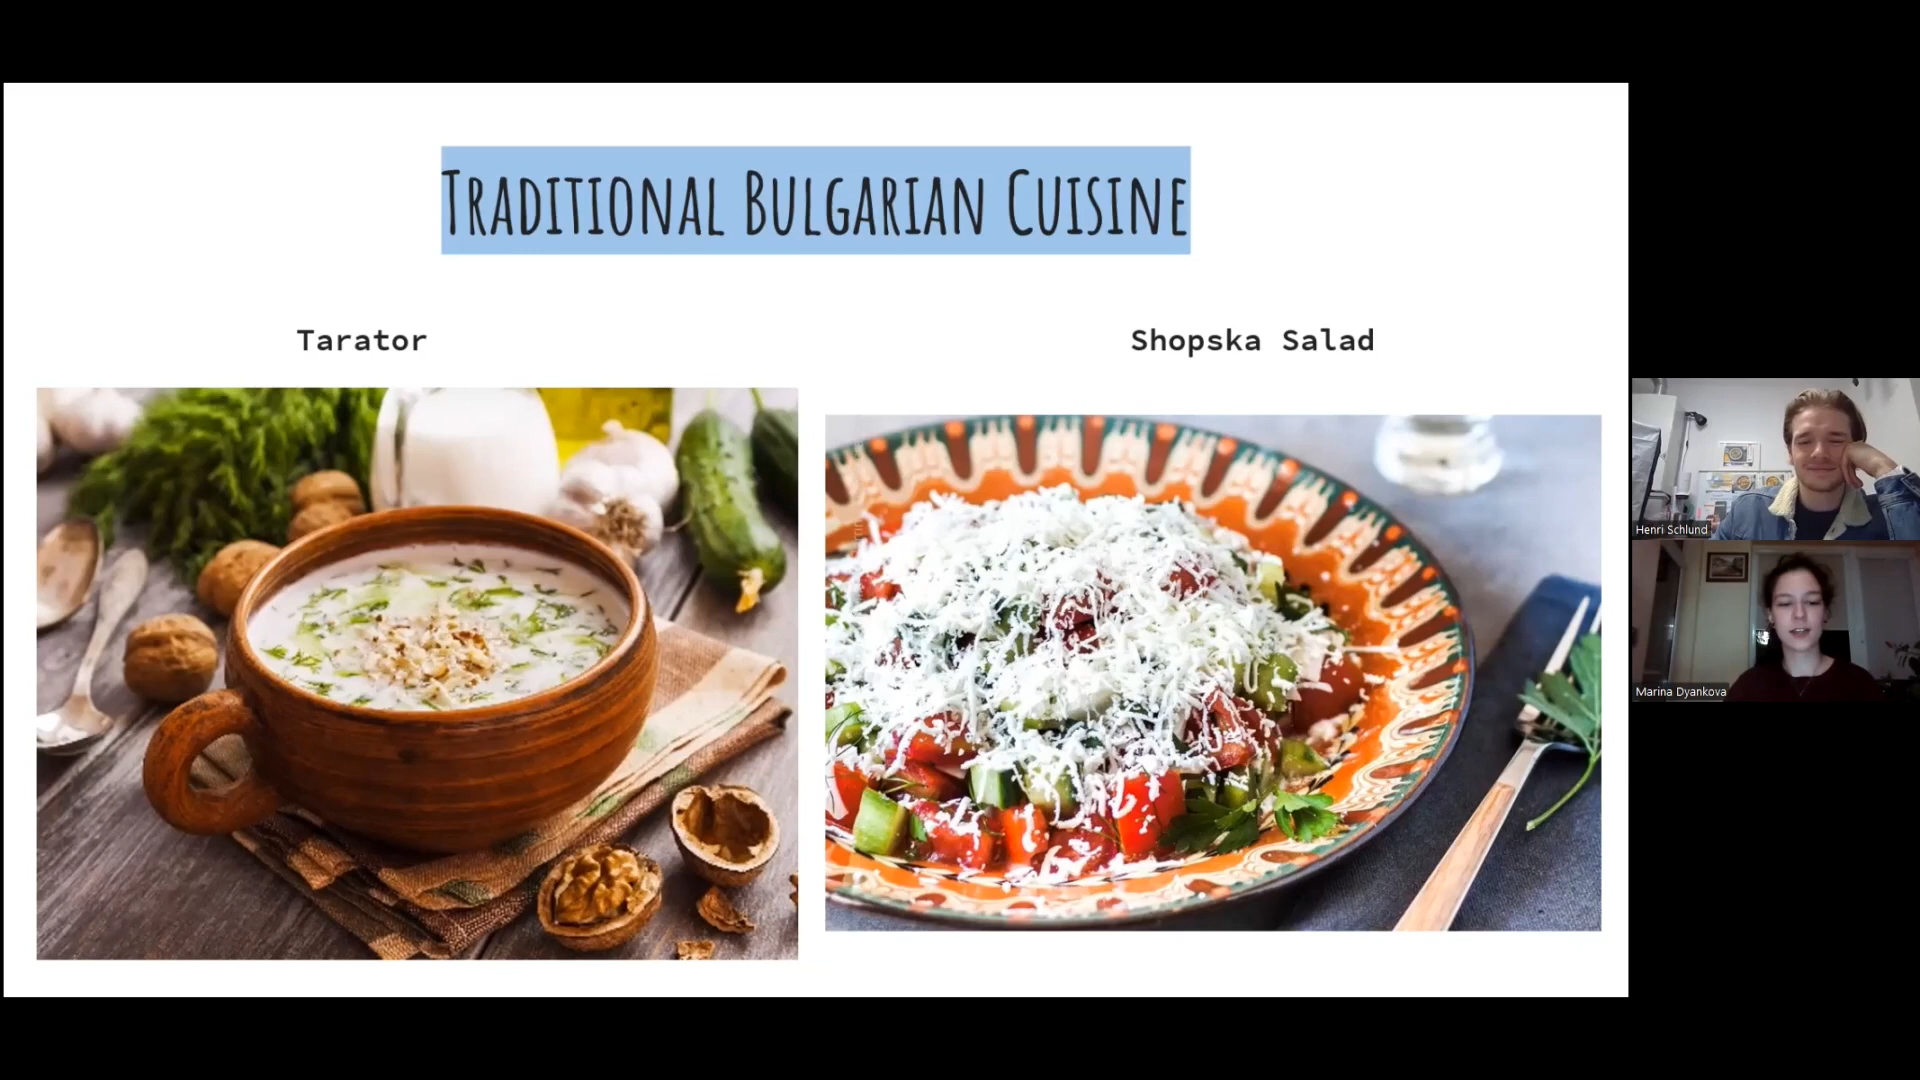 Traditional Bulgarian Cuisine
Tarator
Shopska Salad
Henri Schlund
Marina Dyankova